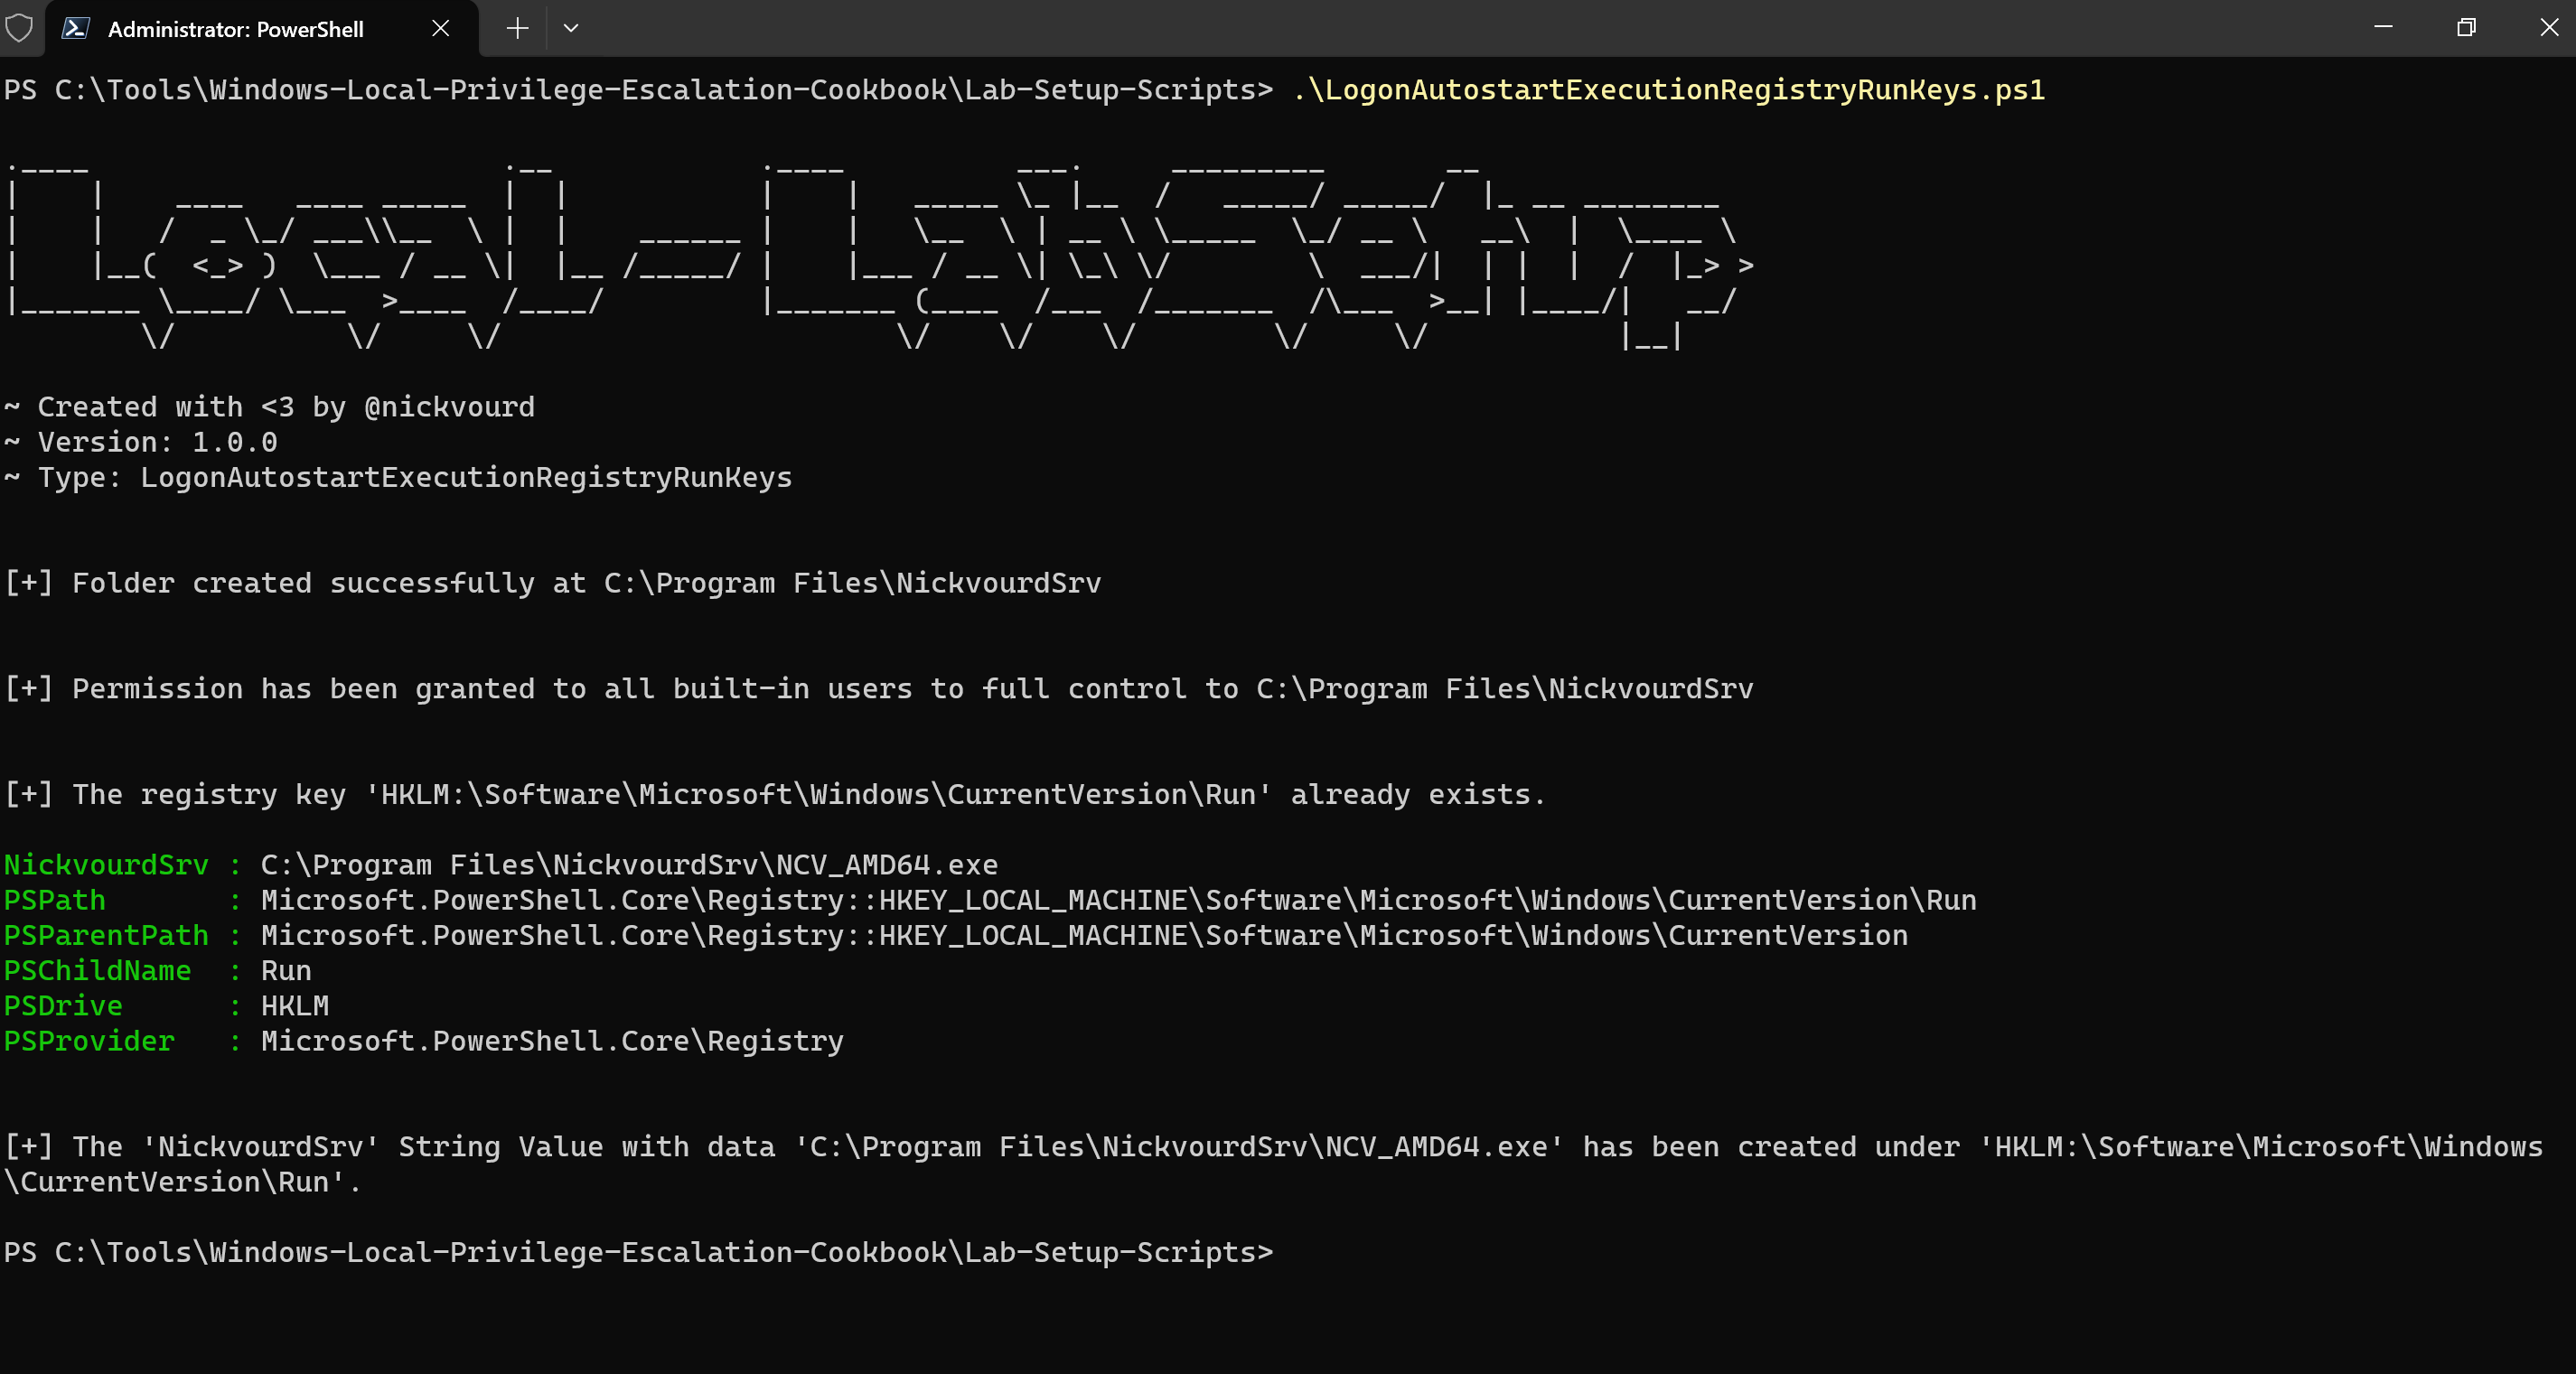 Administrator: PowerShell
PS C:\Tools\Windows-Local-Privilege-Escalation-Cookbook\Lab-Setup-Scripts> .\LogonAutostartExecutionRegistryRunKeys.ps1
Local-LabSetup
~ Created with <3 by @nickvourd
~ Version: 1.0.0
~ Type: LogonAutostartExecutionRegistryRunKeys
[+] Folder created successfully at C:\Program Files\NickvourdSrv
[+] Permission has been granted to all built-in users to full control to C:\Program Files\NickvourdSrv
[+] The registry key 'HKLM:\Software\Microsoft\Windows\CurrentVersion\Run' already exists.
NickvourdSrv : C:\Program Files\NickvourdSrv\NCV_AMD64.exe
PSPath       : Microsoft.PowerShell.Core\Registry::HKEY_LOCAL_MACHINE\Software\Microsoft\Windows\CurrentVersion\Run
PSParentPath : Microsoft.PowerShell.Core\Registry::HKEY_LOCAL_MACHINE\Software\Microsoft\Windows\CurrentVersion
PSChildName  : Run
PSDrive      : HKLM
PSProvider   : Microsoft.PowerShell.Core\Registry
[+] The 'NickvourdSrv' String Value with data 'C:\Program Files\NickvourdSrv\NCV_AMD64.exe' has been created under 'HKLM:\Software\Microsoft\Windows
\CurrentVersion\Run'.
PS C:\Tools\Windows-Local-Privilege-Escalation-Cookbook\Lab-Setup-Scripts>